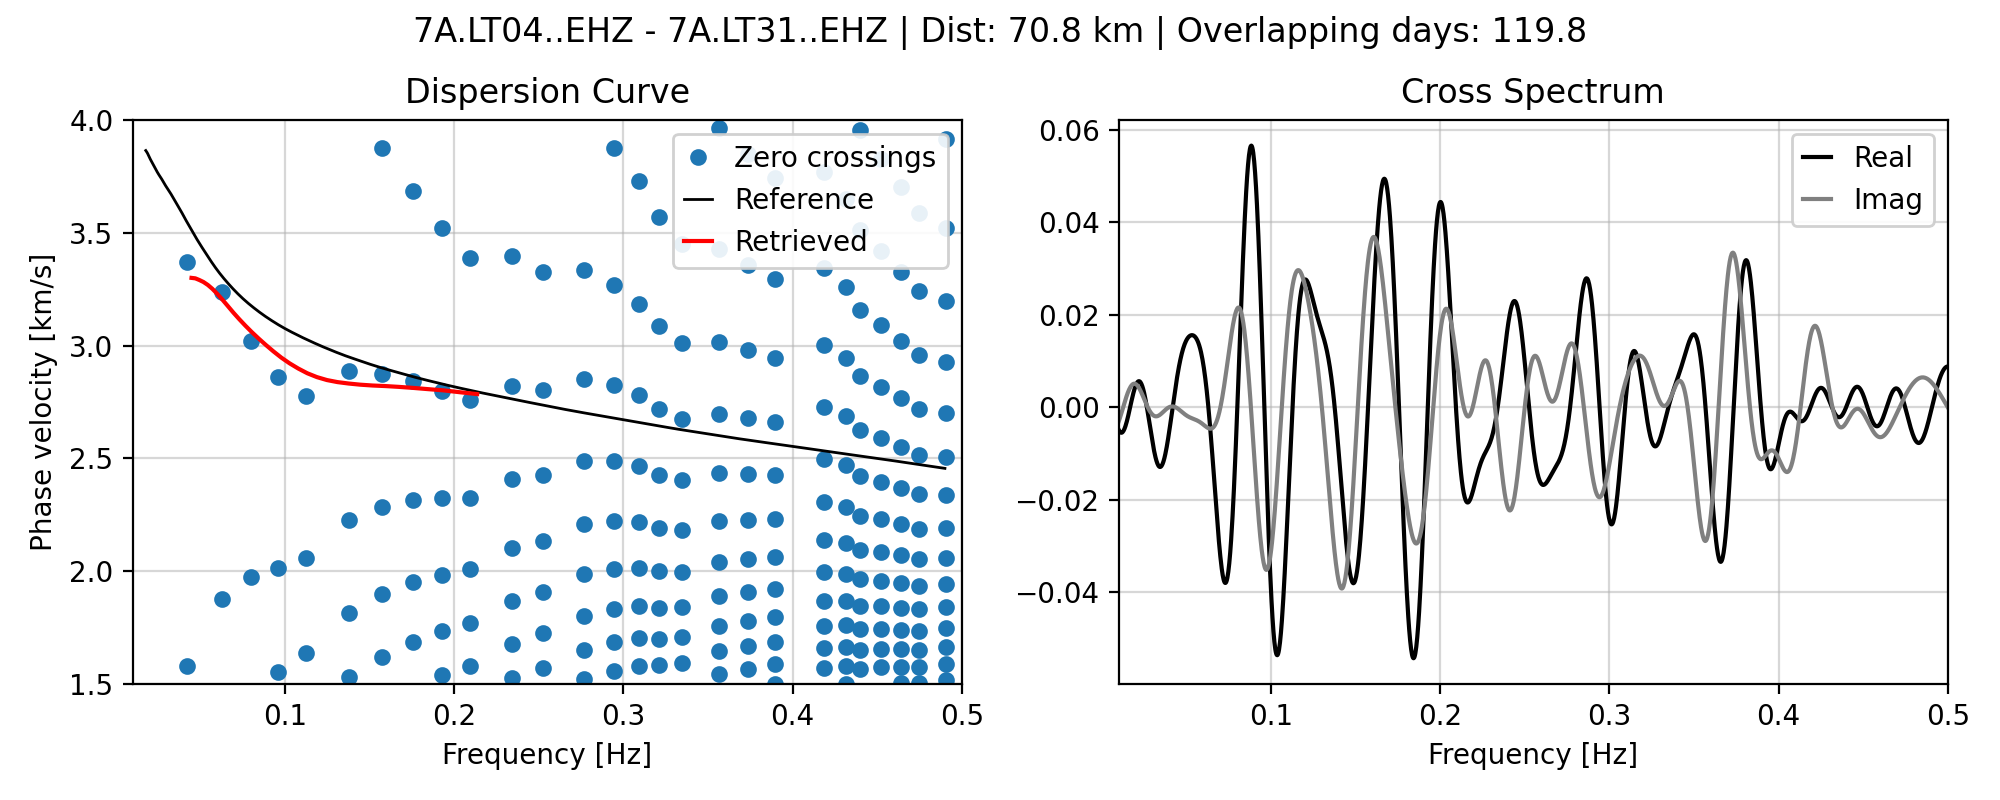 7A.LT04..EHZ - 7A.LT31..EHZ | Dist: 70.8 km | Overlapping days: 119.8
Dispersion Curve
Phase velocity [km/s]
4.0
3.5
3.0
2.5
2.0
1.5
0.1
0.2
0.3
0.4
0.5
Frequency [Hz]
Zero crossings
Reference
Retrieved
Cross Spectrum
0.06
0.04
0.02
0.00
−0.02
−0.04
0.1
0.2
0.3
0.4
0.5
Frequency [Hz]
Real
Imag